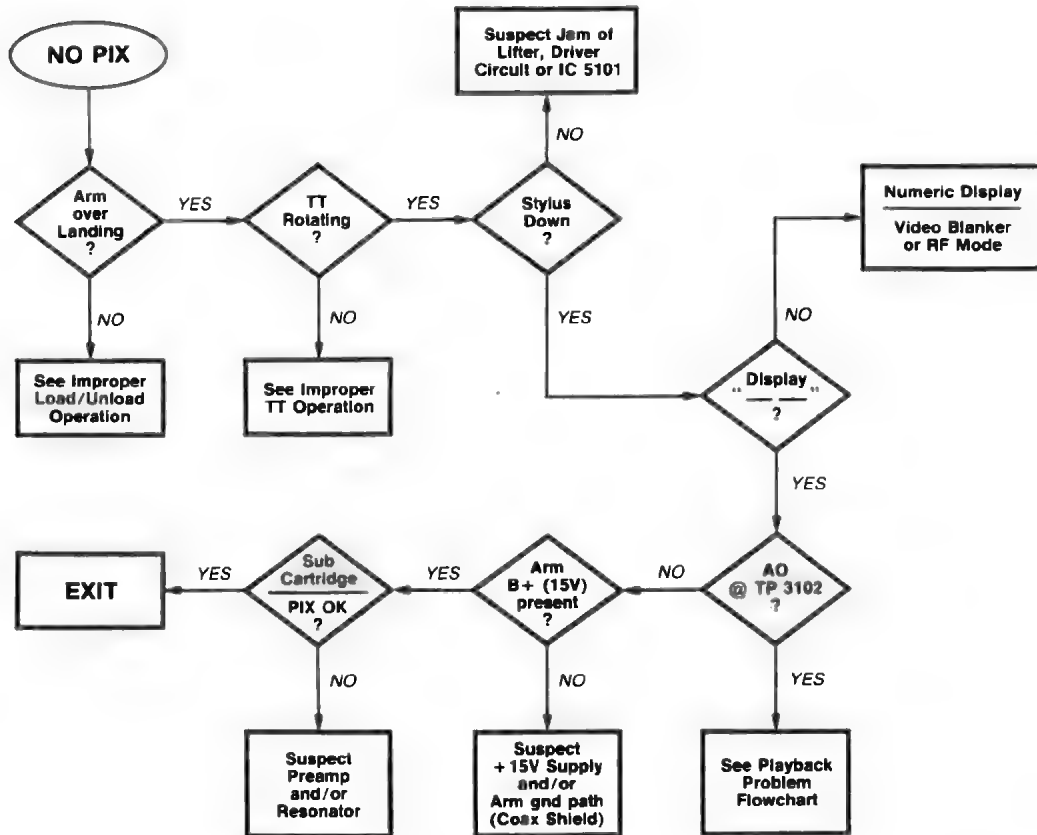 NO PIX
Suspect Jam of
Lifter, Driver
Circuit or IC 5101
NO
Arm
over
Landing
?
YES
TT
Rotating
?
YES
Stylus
Down
?
Numeric Display
Video Blanker
or RF Mode
NO
NO
YES
NO
See Improper
Load/Unload
Operation
See Improper
TT Operation
"Display
— —"
?
YES
EXIT
YES
Sub
Cartridge
PIX OK
?
YES
Arm
B+ (15V)
present
?
NO
AO
@ TP 3102
?
NO
NO
YES
Suspect
Preamp
and/or
Resonator
Suspect
+15V Supply
and/or
Arm gnd path
(Coax Shield)
See Playback
Problem
Flowchart